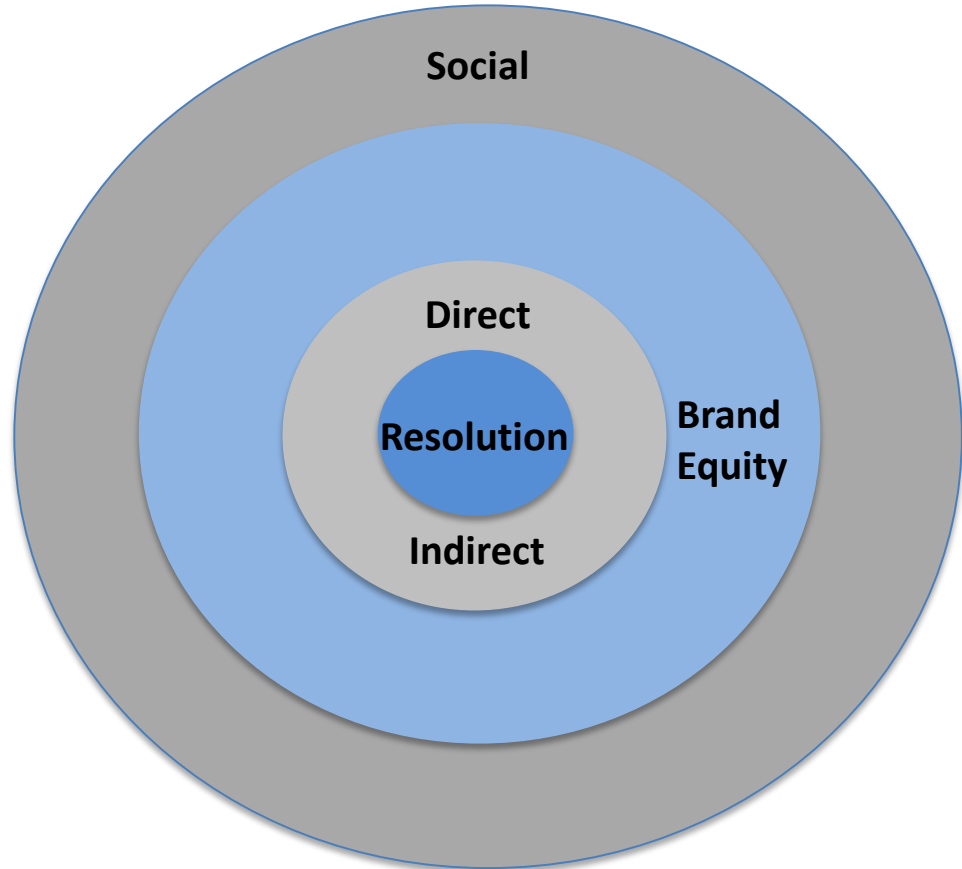 Social
Direct
Resolution
Brand
Equity
Indirect